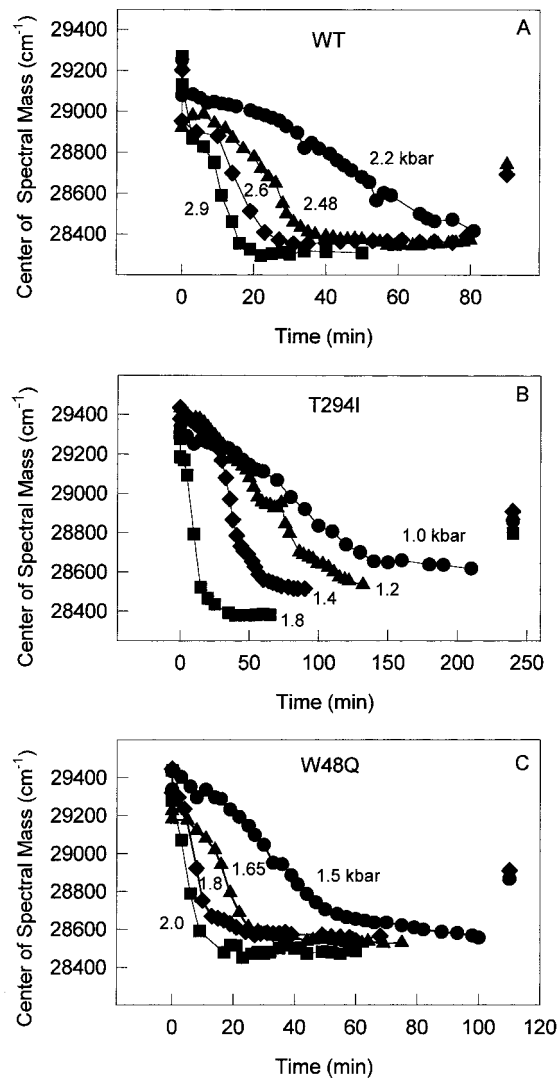 A
WT
Center of Spectral Mass (cm⁻¹)
29400
29200
29000
28800
28600
28400
2.2 kbar
2.6
2.48
2.9
0 20 40 60 80
Time (min)
B
T294I
Center of Spectral Mass (cm⁻¹)
29400
29200
29000
28800
28600
28400
1.0 kbar
1.2
1.4
1.8
0 50 100 150 200 250
Time (min)
C
W48Q
Center of Spectral Mass (cm⁻¹)
29400
29200
29000
28800
28600
28400
1.5 kbar
1.65
1.8
2.0
0 20 40 60 80 100 120
Time (min)